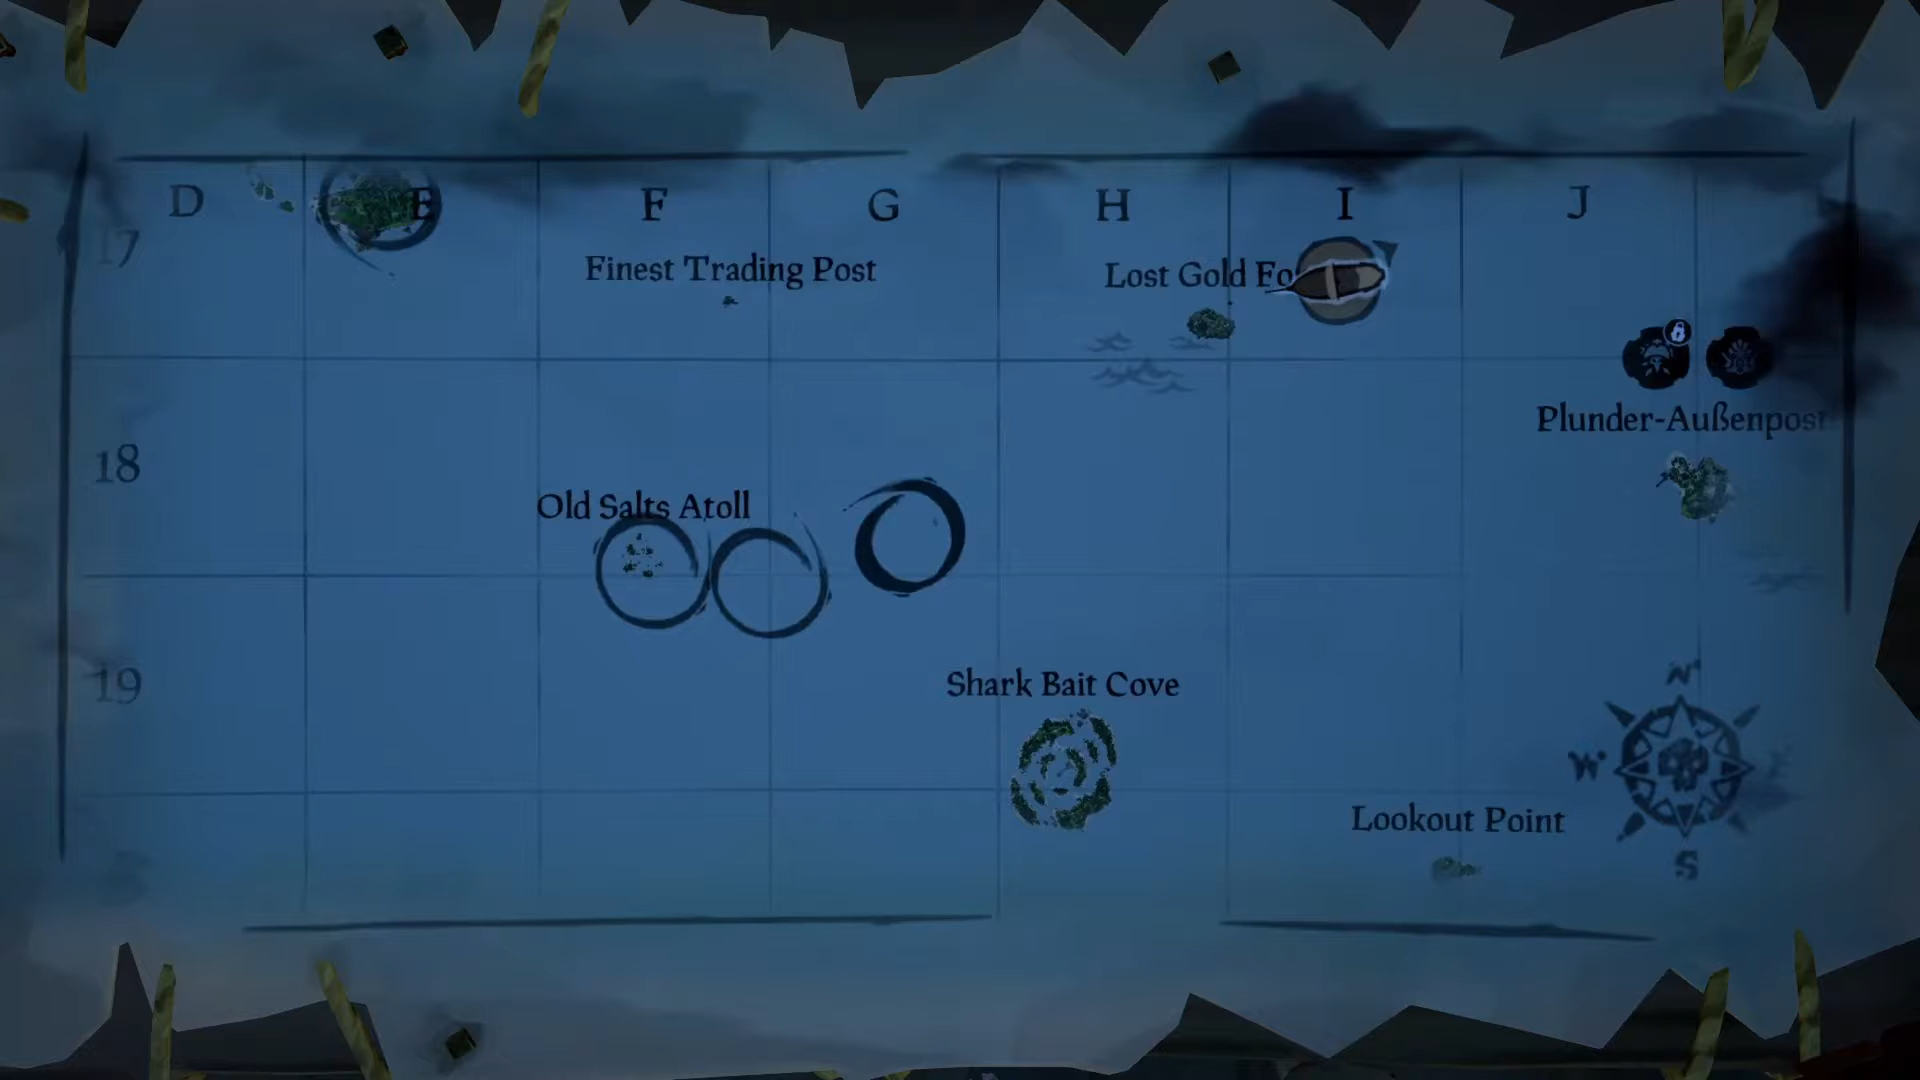 D E F G H I J
17
Finest Trading Post
Lost Gold Fo
Plunder-Außenpost
18
Old Salts Atoll
19
Shark Bait Cove
N
W
Lookout Point
S